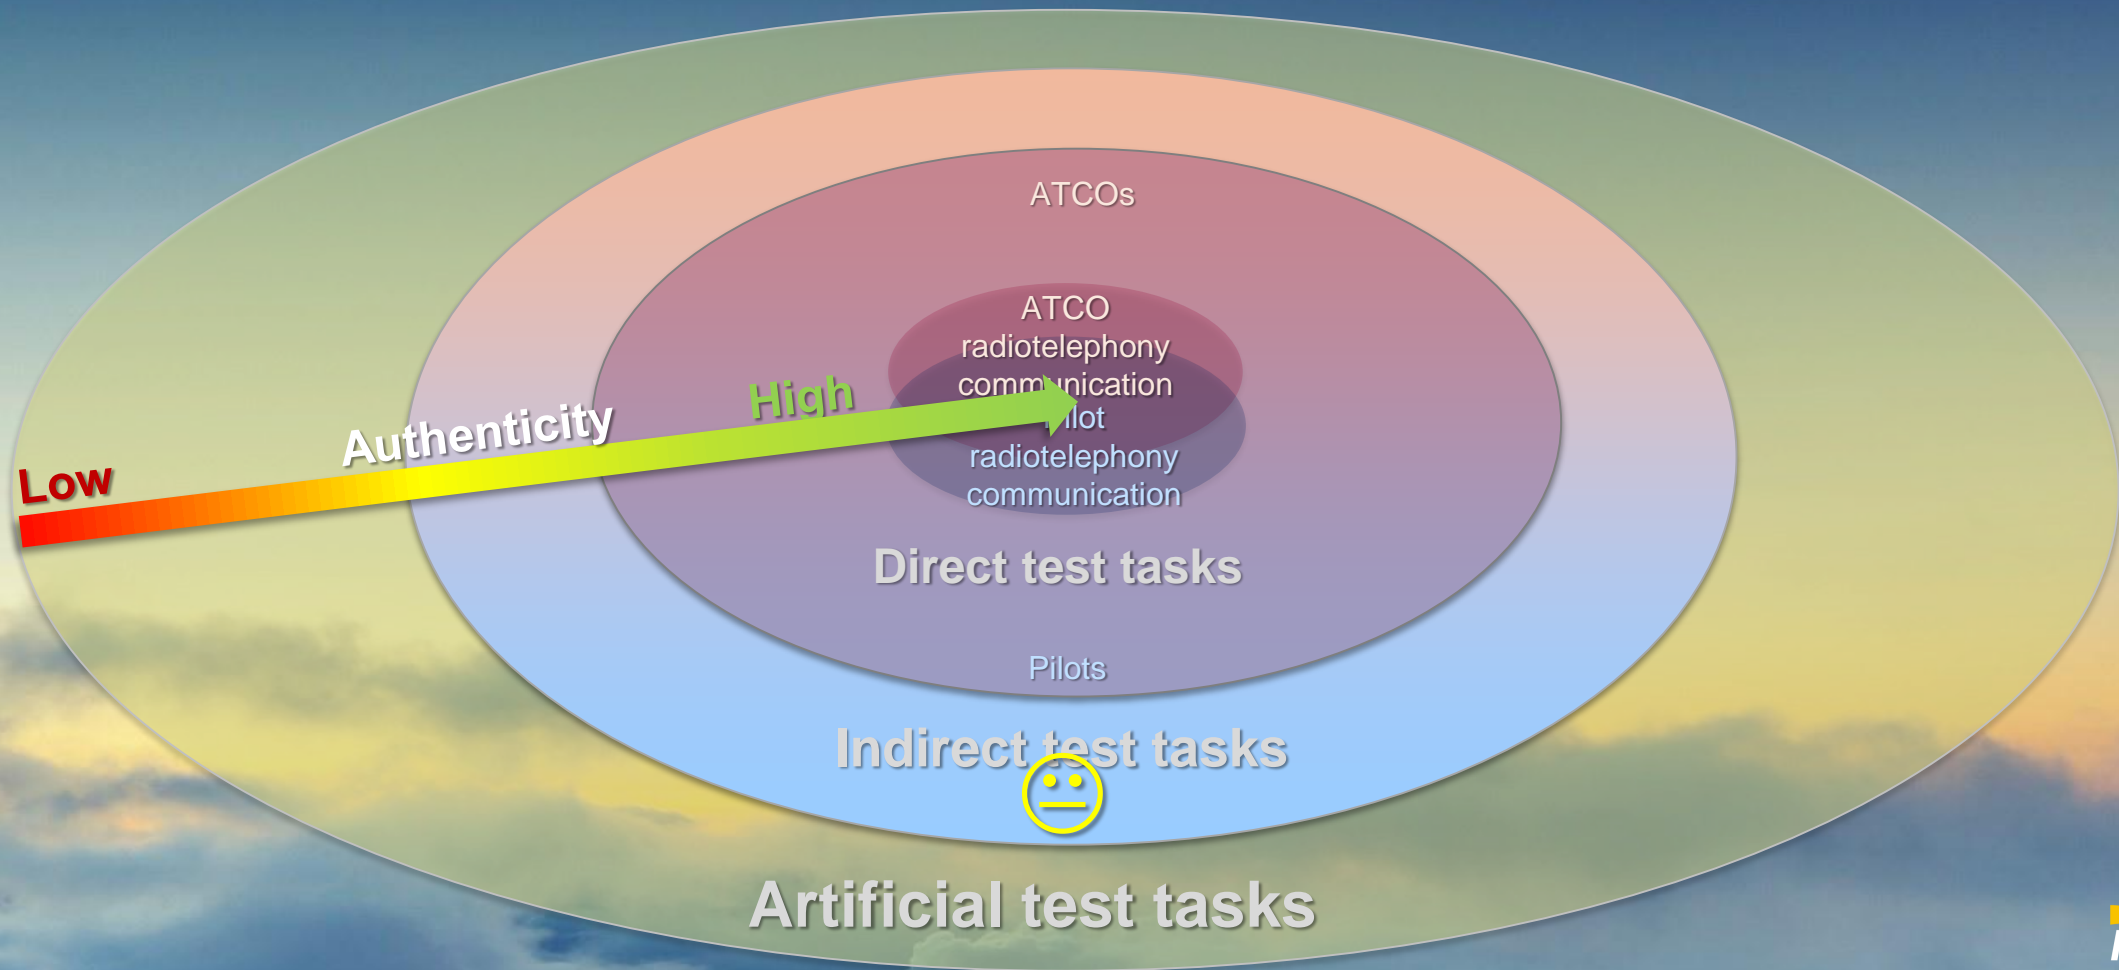 ATCOs
ATCO
radiotelephony
communication
Pilot
radiotelephony
communication
High
Authenticity
Low
Direct test tasks
Pilots
Indirect test tasks
Artificial test tasks